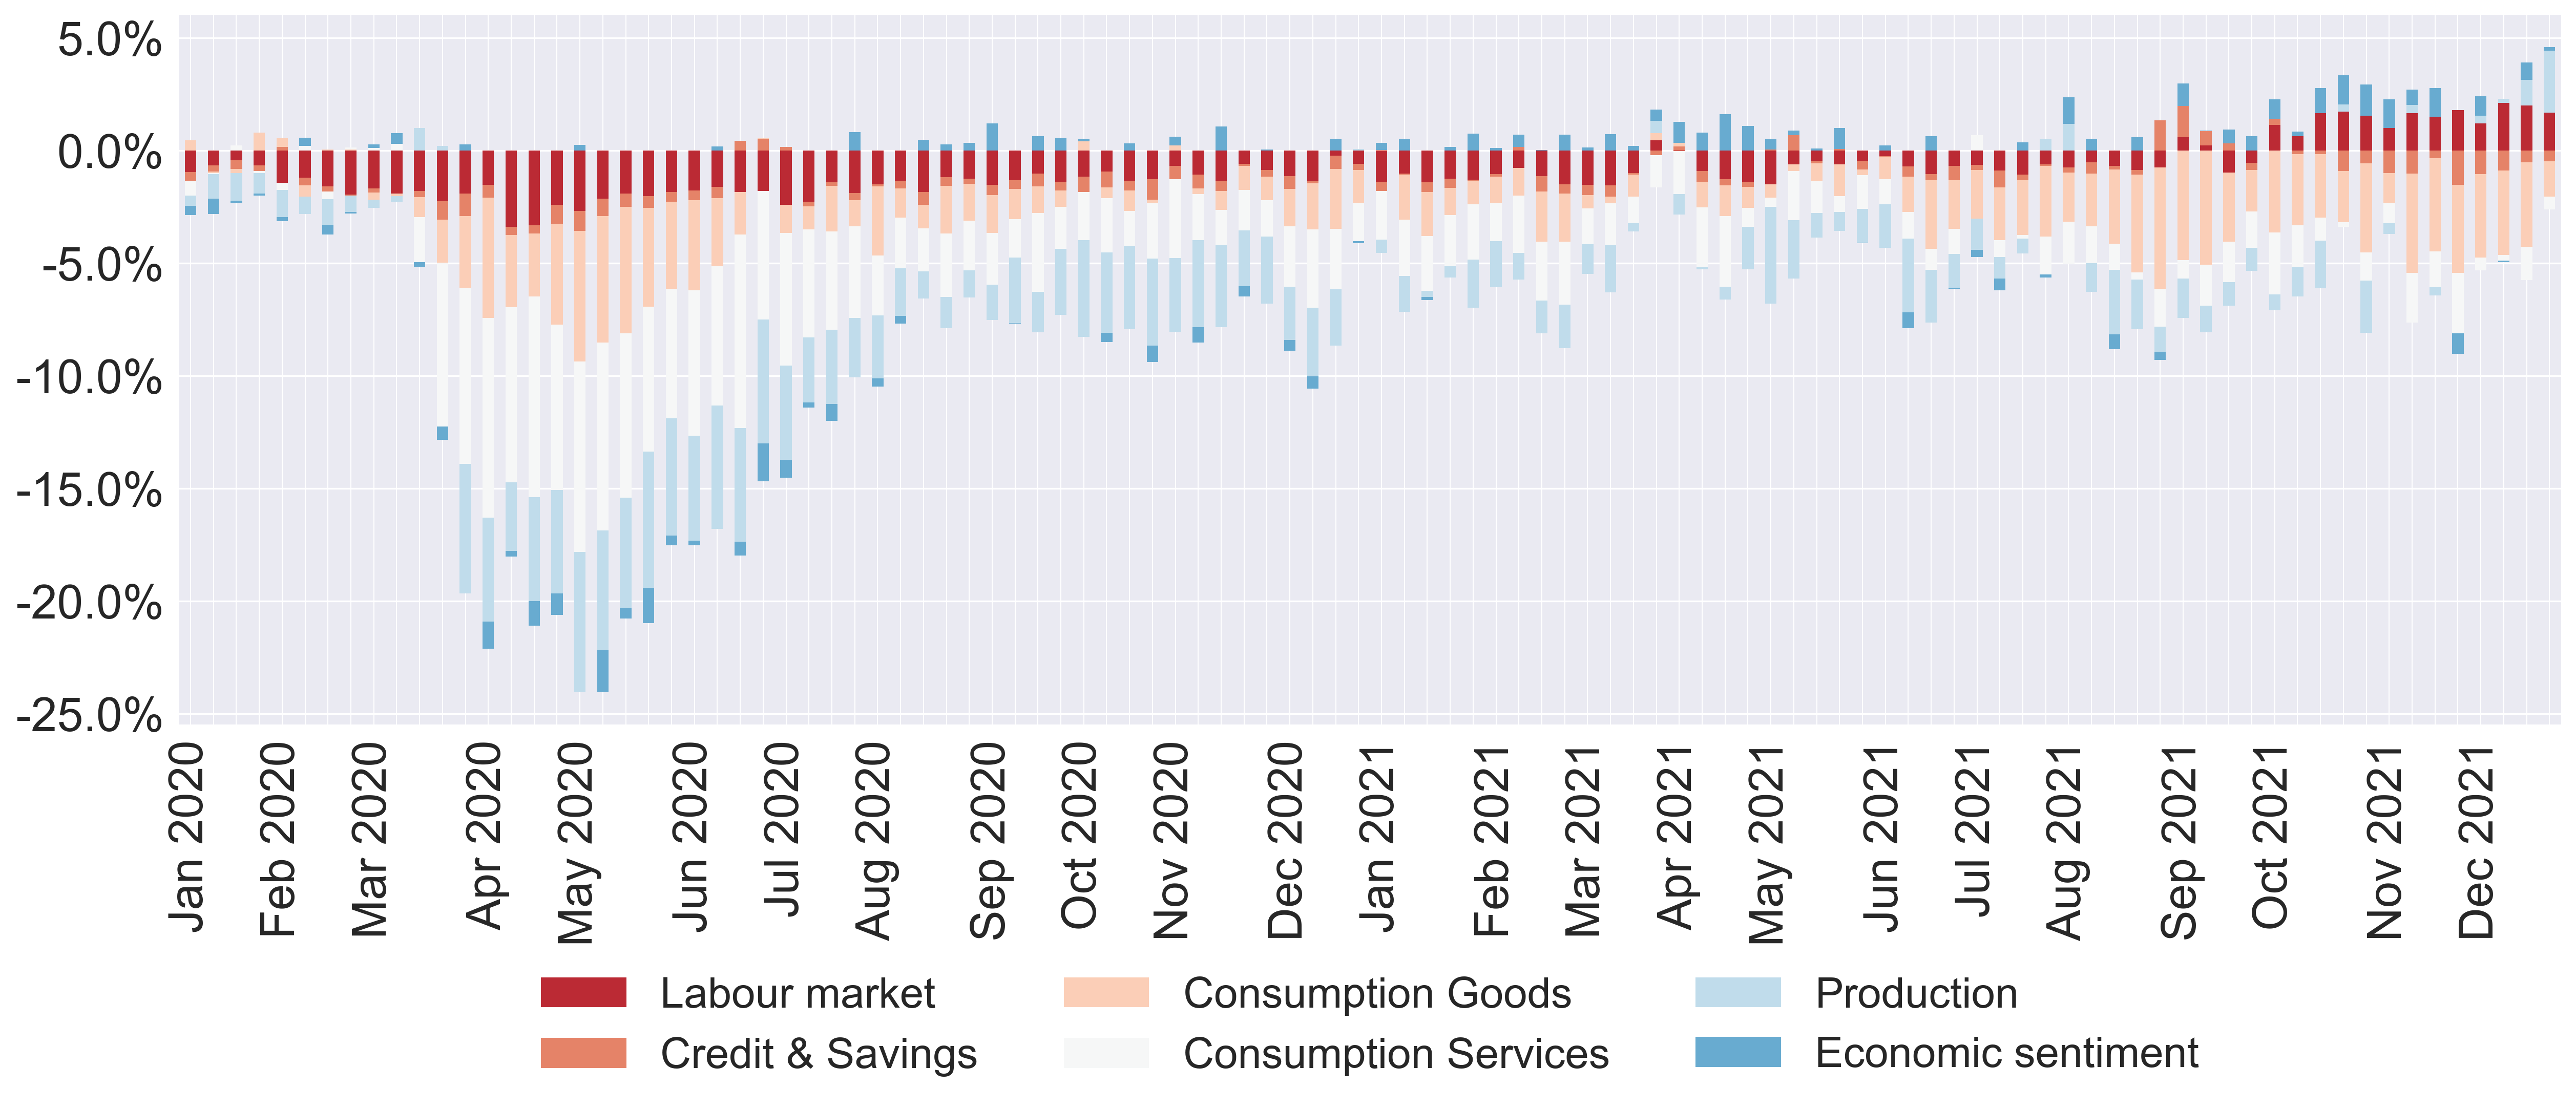 5.0%
0.0%
-5.0%
-10.0%
-15.0%
-20.0%
-25.0%
Jan 2020
Feb 2020
Mar 2020
Apr 2020
May 2020
Jun 2020
Jul 2020
Aug 2020
Sep 2020
Oct 2020
Nov 2020
Dec 2020
Jan 2021
Feb 2021
Mar 2021
Apr 2021
May 2021
Jun 2021
Jul 2021
Aug 2021
Sep 2021
Oct 2021
Nov 2021
Dec 2021
Labour market
Credit & Savings
Consumption Goods
Consumption Services
Production
Economic sentiment